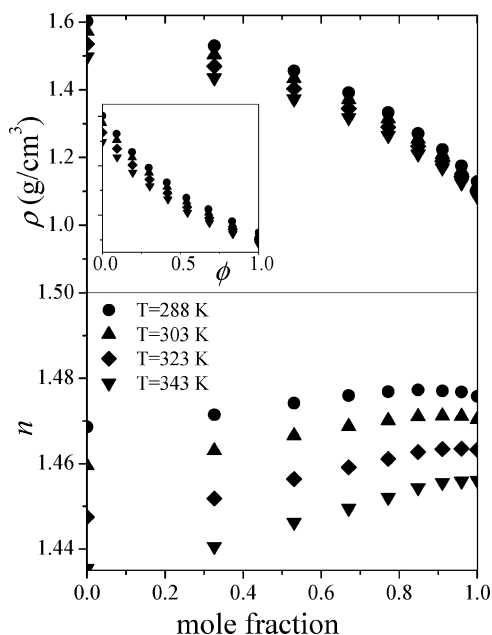 1.6
1.4
1.2
1.0
ρ (g/cm³)
0.0 0.5 1.0
ϕ
1.50
1.48
1.46
1.44
n
T=288 K
T=303 K
T=323 K
T=343 K
0.0 0.2 0.4 0.6 0.8 1.0
mole fraction